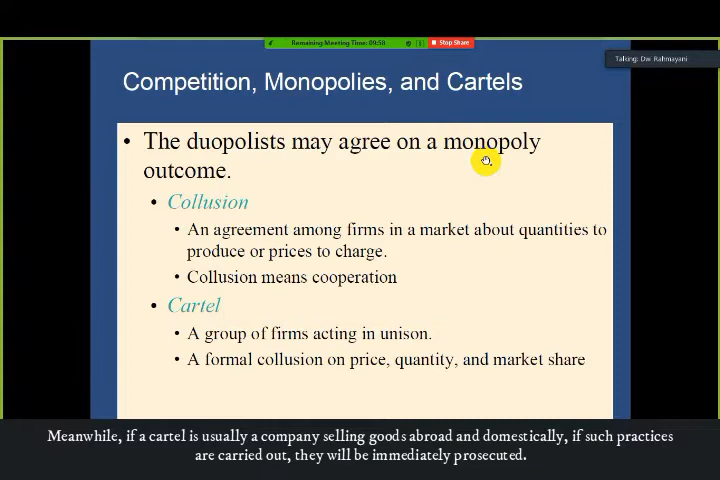 Remaining Meeting Time: 09:58
Stop Share
Talking: Dw Rahmayani
Competition, Monopolies, and Cartels
• The duopolists may agree on a monopoly
outcome.
• Collusion
• An agreement among firms in a market about quantities to
produce or prices to charge.
• Collusion means cooperation
• Cartel
• A group of firms acting in unison.
• A formal collusion on price, quantity, and market share
Meanwhile, if a cartel is usually a company selling goods abroad and domestically, if such practices
are carried out, they will be immediately prosecuted.